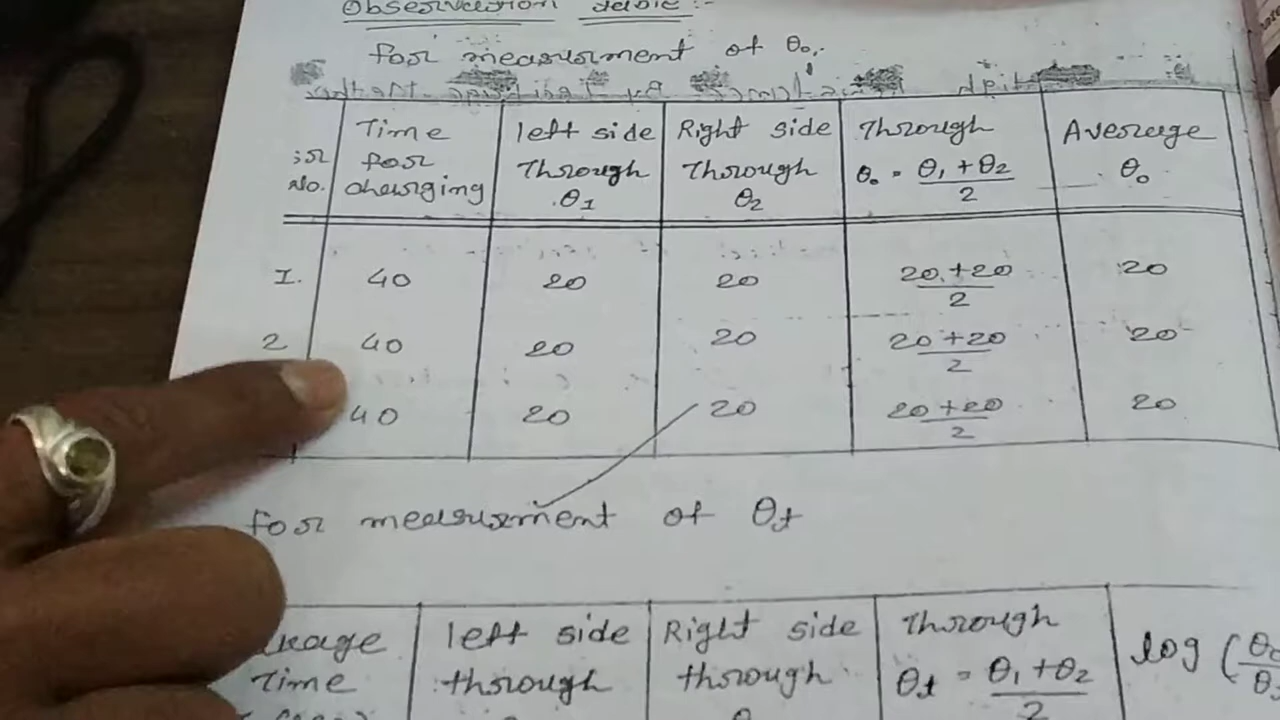 Observation table :-
for measurment of θ₀.
Sr No. Time for charging left side Through θ1 Right side Through θ2 Through θ₀ = θ1 + θ2 / 2 Average θ₀
1. 40 20 20 20 + 20 / 2 20
2 40 20 20 20 + 20 / 2 20
40 20 20 20 + 20 / 2 20
for measurment of θt
Time left side through Right side through Through θt = θ1 + θ2 / 2 log (